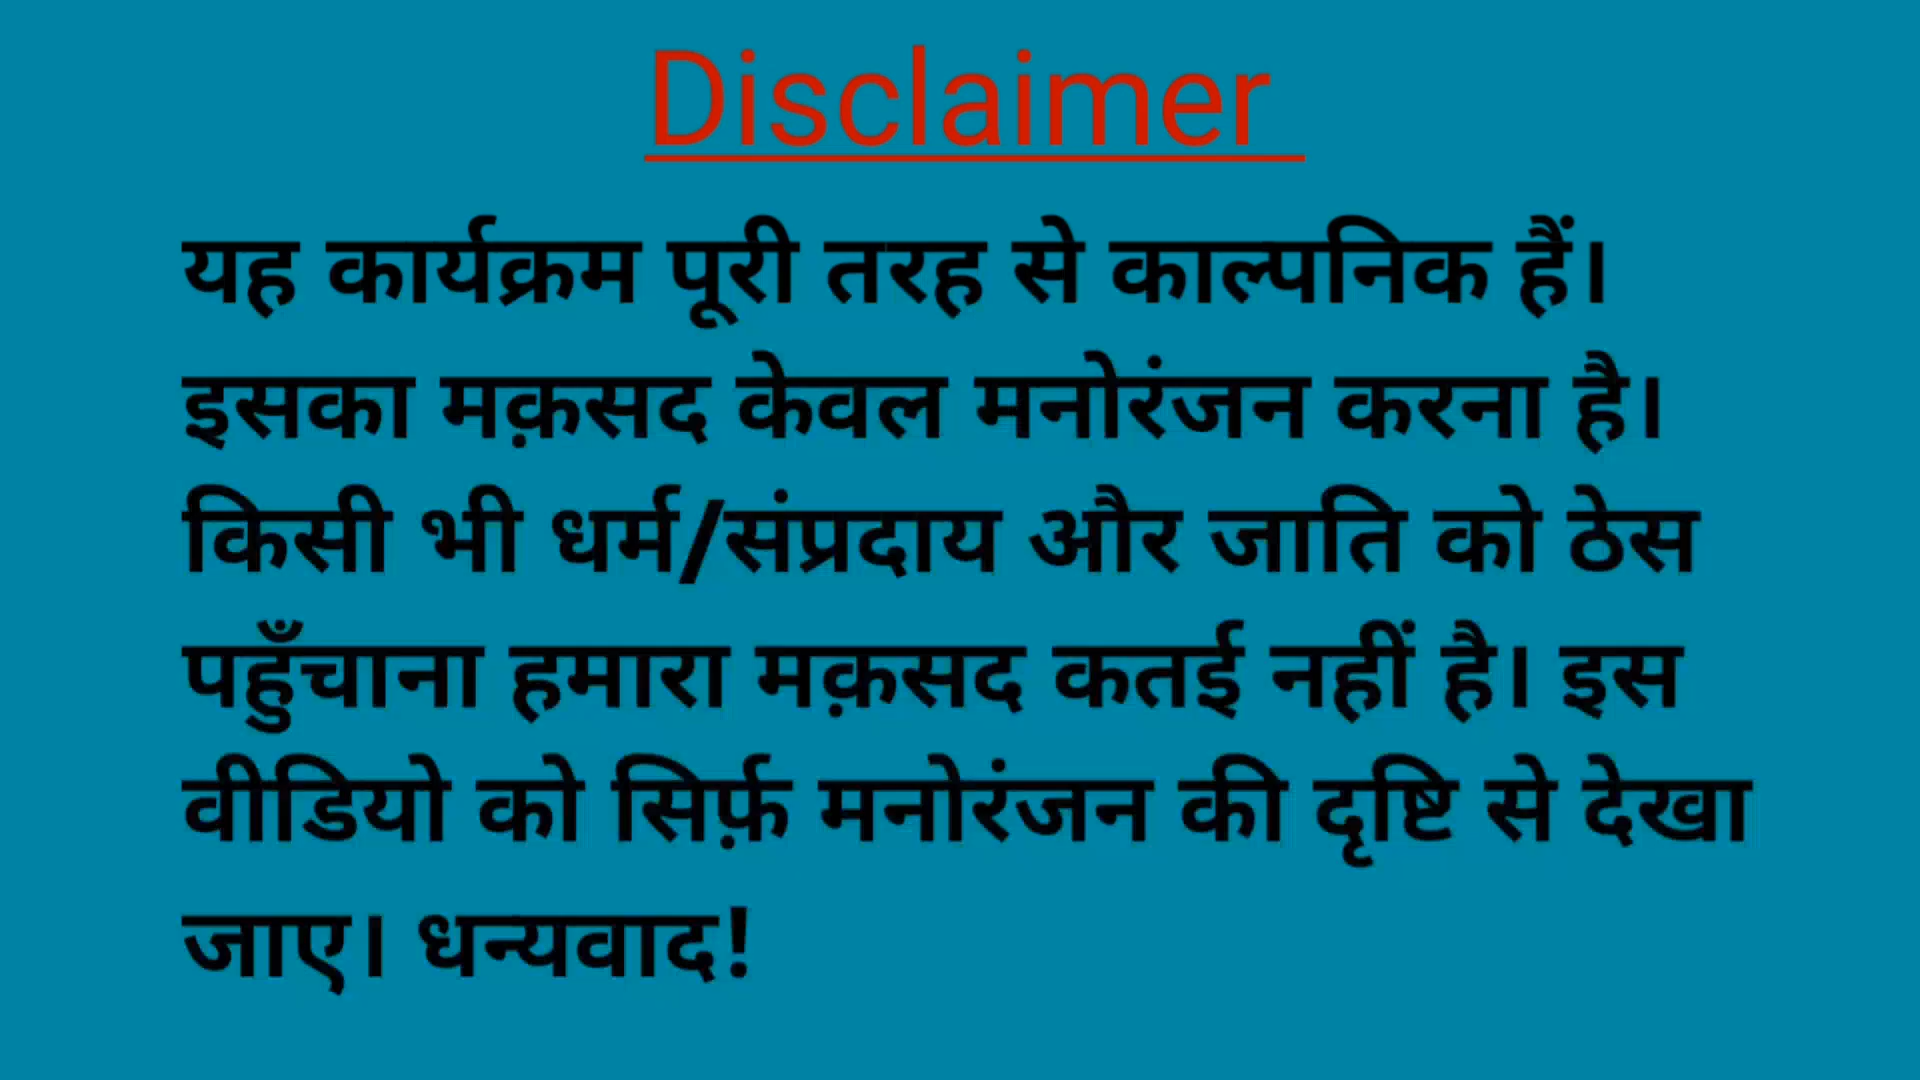 Disclaimer
यह कार्यक्रम पूरी तरह से काल्पनिक हैं।
इसका मक़सद केवल मनोरंजन करना है।
किसी भी धर्म/संप्रदाय और जाति को ठेस
पहुँचाना हमारा मक़सद कतई नहीं है। इस
वीडियो को सिर्फ़ मनोरंजन की दृष्टि से देखा
जाए। धन्यवाद!